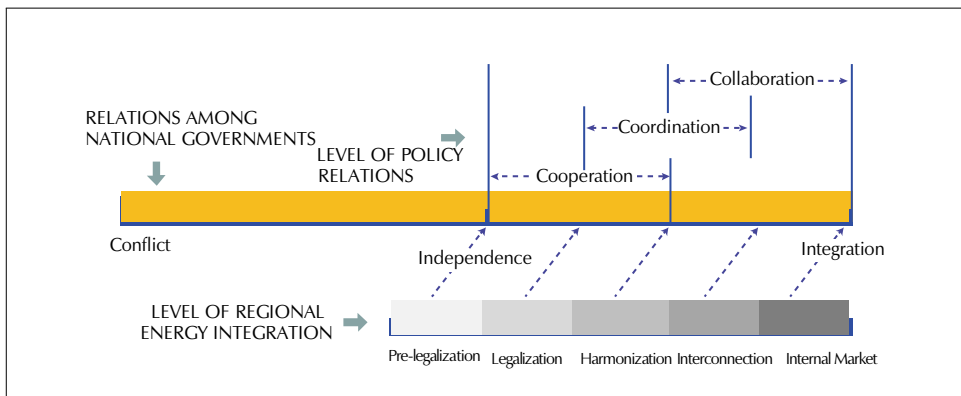 Collaboration
RELATIONS AMONG
NATIONAL GOVERNMENTS
Coordination
LEVEL OF POLICY
RELATIONS
Cooperation
Conflict
Independence
Integration
LEVEL OF REGIONAL
ENERGY INTEGRATION
Pre-legalization Legalization Harmonization Interconnection Internal Market